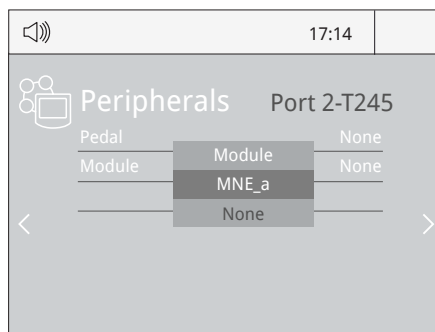 17:14
Peripherals Port 2-T245
Pedal None
Module None
Module
MNE_a
None